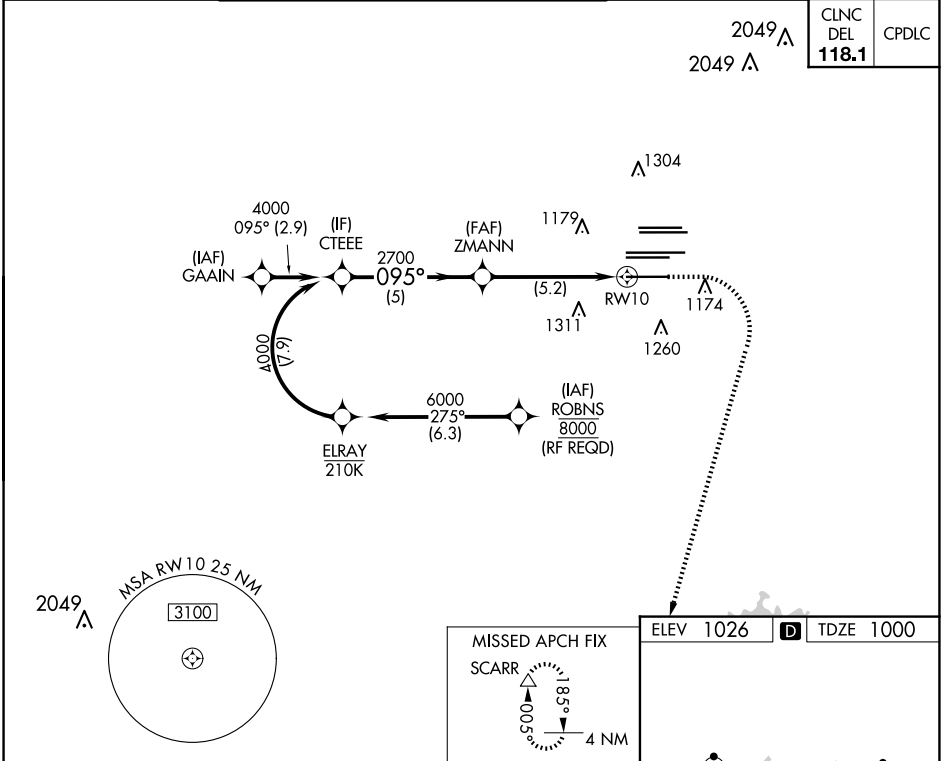 2049
2049
CLNC
DEL
118.1
CPDLC
1304
4000
095° (2.9)
(IF)
CTEEE
(FAF)
ZMANN
1179
(IAF)
GAAIN
2700
095°
(5)
(5.2)
RW10
1174
1311
1260
4000
(7.9)
6000
275°
(6.3)
(IAF)
ROBNS
8000
(RF REQD)
ELRAY
210K
MSA RW10 25 NM
3100
2049
MISSED APCH FIX
SCARR
185°
005°
4 NM
ELEV 1026
D
TDZE 1000